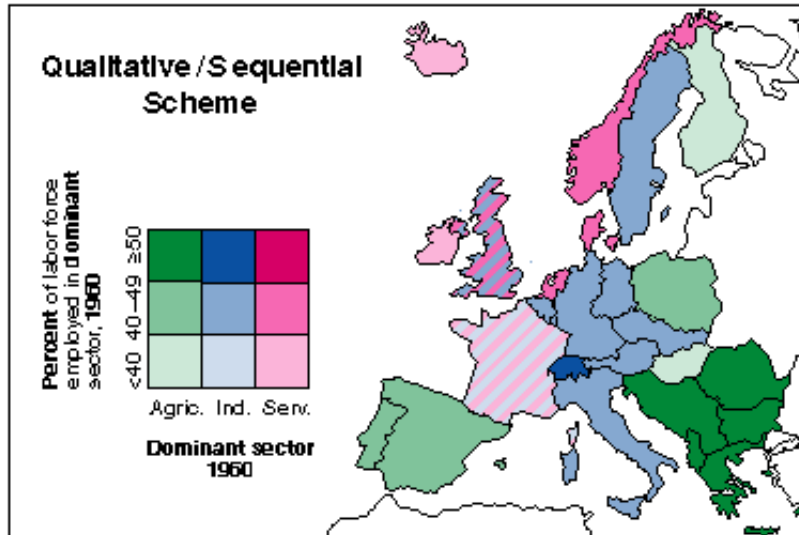 Qualitative/Sequential
Scheme
Percent of labor force
employed in dominant
sector, 1960
≥50
40–49
<40
Agric. Ind. Serv.
Dominant sector
1960